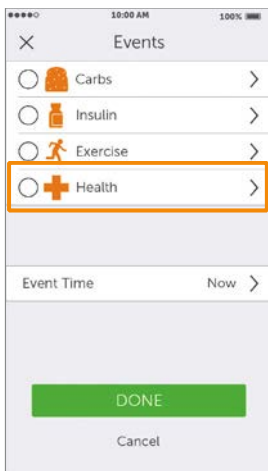 10:00 AM 100%
Events
Carbs
Insulin
Exercise
Health
Event Time Now
DONE
Cancel